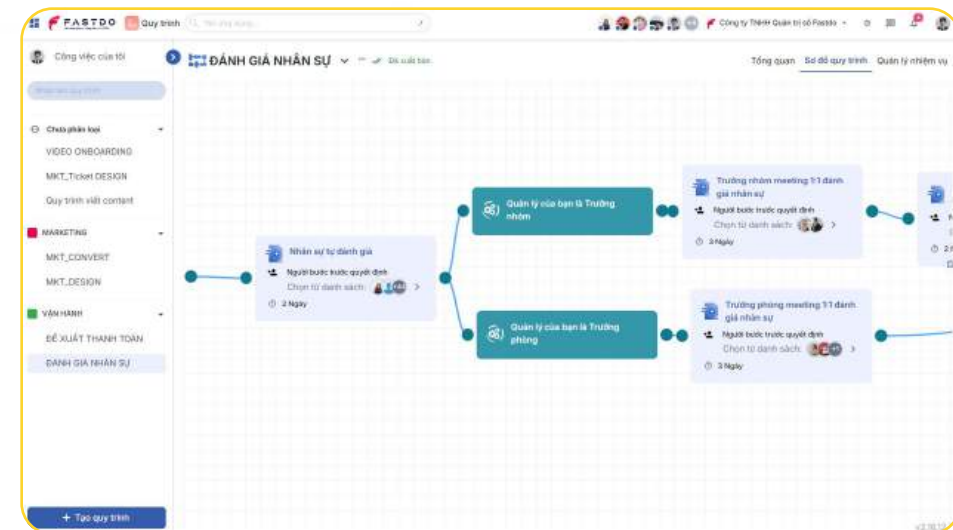 FASTDO
Quy trình
Công ty TNHH Quản trị số Fastdo
Công việc của tôi
ĐÁNH GIÁ NHÂN SỰ
Đã xuất bản
Tổng quan
Sơ đồ quy trình
Quản lý nhiệm vụ
Chưa phân loại
VIDEO ONBOARDING
MKT_Ticket DESIGN
Quy trình viết content
MARKETING
MKT_CONVERT
MKT_DESIGN
VẬN HÀNH
ĐỀ XUẤT THANH TOÁN
ĐÁNH GIÁ NHÂN SỰ
+ Tạo quy trình
Nhân sự tự đánh giá
Người bước trước quyết định
Chọn từ danh sách:
2 Ngày
Quản lý của bạn là Trưởng
nhóm
Quản lý của bạn là Trưởng
phòng
Trưởng nhóm meeting 1:1 đánh
giá nhân sự
Người bước trước quyết định
Chọn từ danh sách:
3 Ngày
Trưởng phòng meeting 1:1 đánh
giá nhân sự
Người bước trước quyết định
Chọn từ danh sách:
3 Ngày